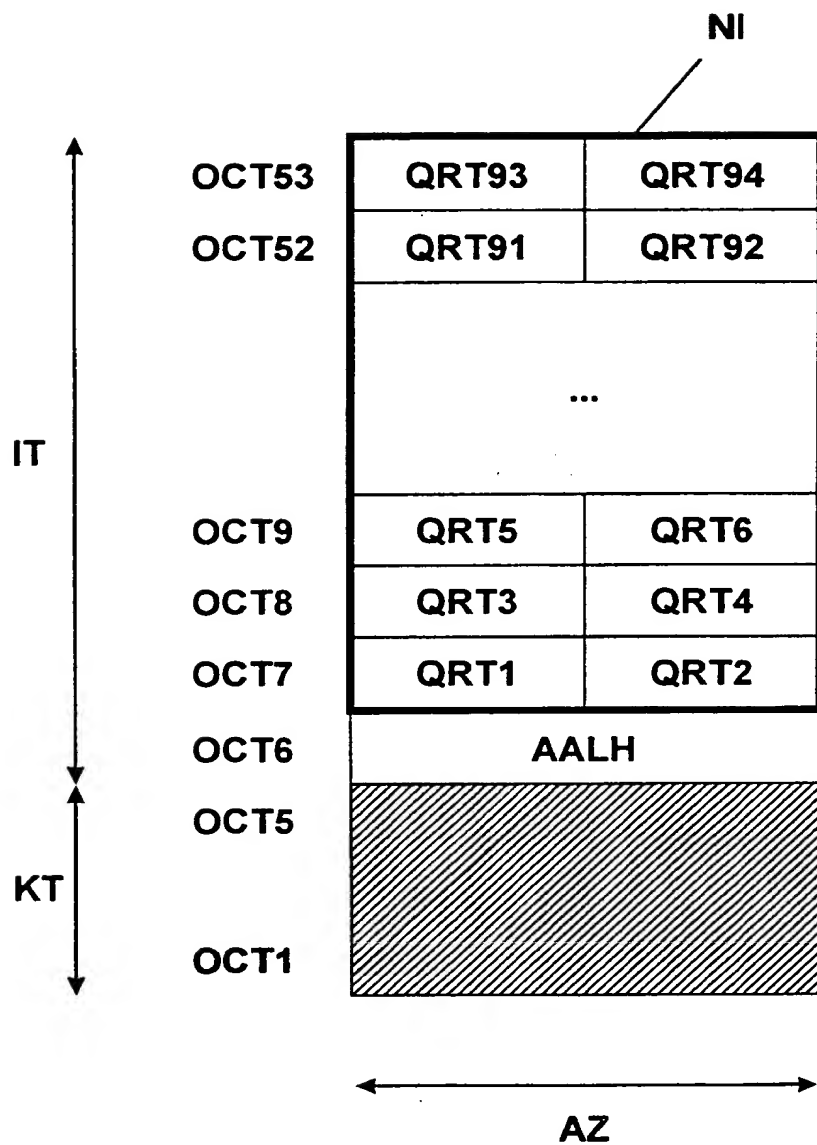 NI
OCT53 QRT93 QRT94
OCT52 QRT91 QRT92
...
IT
OCT9 QRT5 QRT6
OCT8 QRT3 QRT4
OCT7 QRT1 QRT2
OCT6 AALH
OCT5
KT
OCT1
AZ